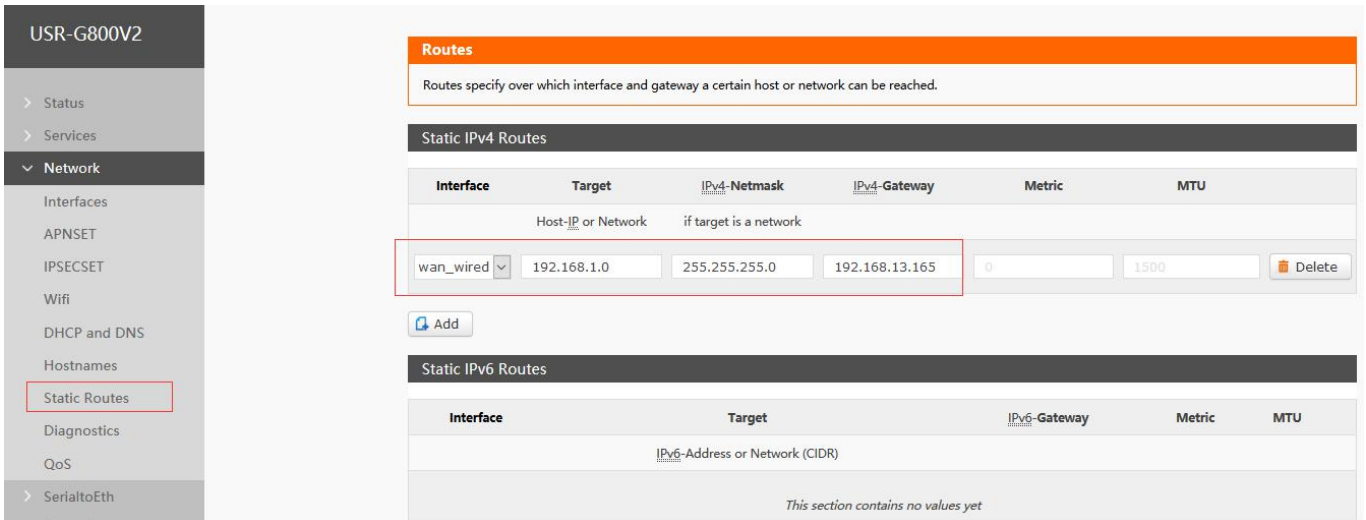 USR-G800V2
Status
Services
Network
Interfaces
APNSET
IPSECSET
Wifi
DHCP and DNS
Hostnames
Static Routes
Diagnostics
QoS
SerialtoEth
Routes
Routes specify over which interface and gateway a certain host or network can be reached.
Static IPv4 Routes
Interface Target IPv4-Netmask IPv4-Gateway Metric MTU
Host-IP or Network if target is a network
wan_wired 192.168.1.0 255.255.255.0 192.168.13.165 0 1500 Delete
Add
Static IPv6 Routes
Interface Target IPv6-Gateway Metric MTU
IPv6-Address or Network (CIDR)
This section contains no values yet